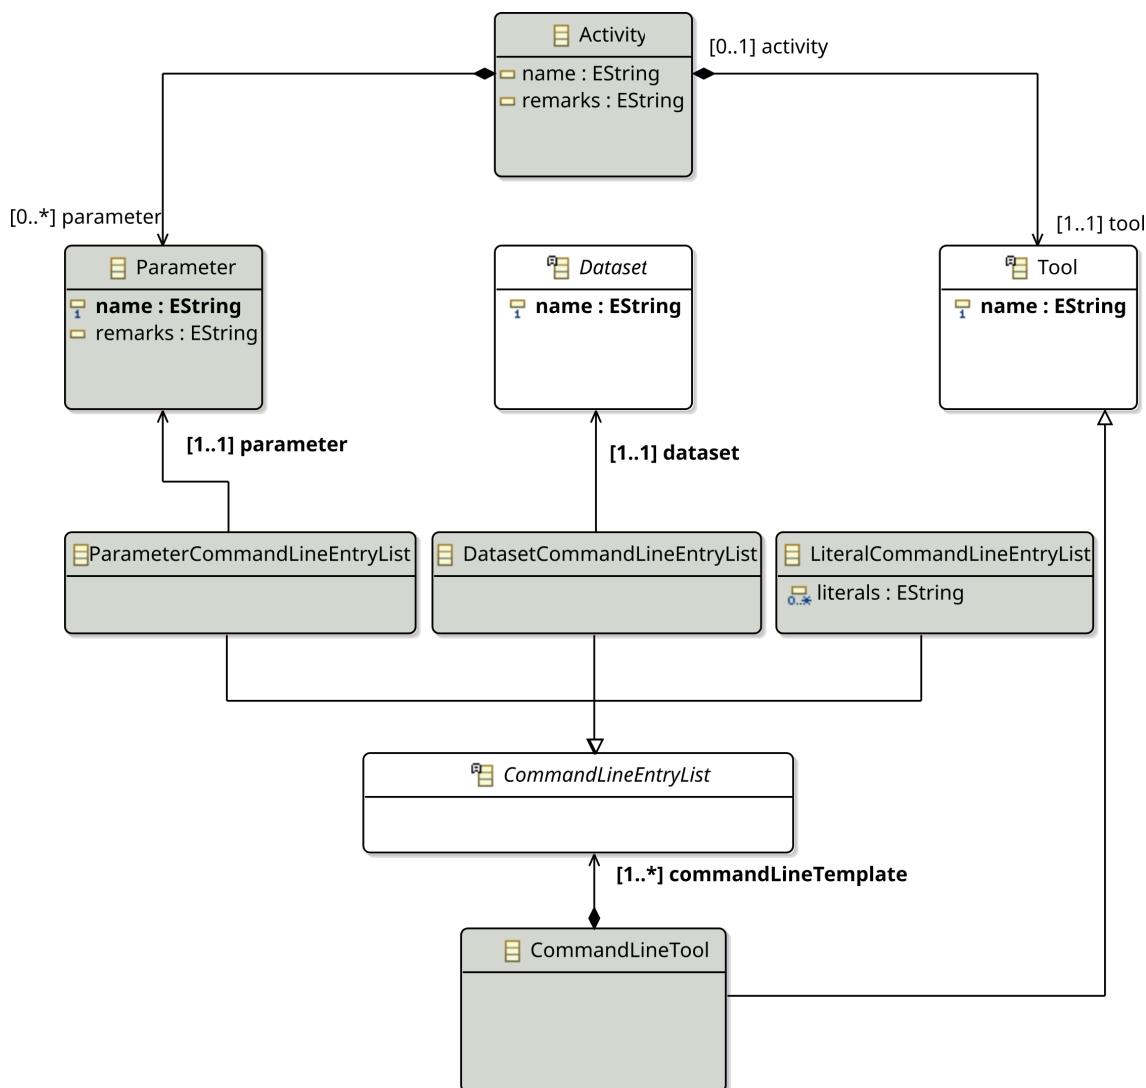 Activity
[0..1] activity
name : EString
remarks : EString
[0..*] parameter
[1..1] tool
Parameter
name : EString
remarks : EString
Dataset
name : EString
Tool
name : EString
[1..1] parameter
[1..1] dataset
ParameterCommandLineEntryList
DatasetCommandLineEntryList
LiteralCommandLineEntryList
0..* literals : EString
CommandLineEntryList
[1..*] commandLineTemplate
CommandLineTool